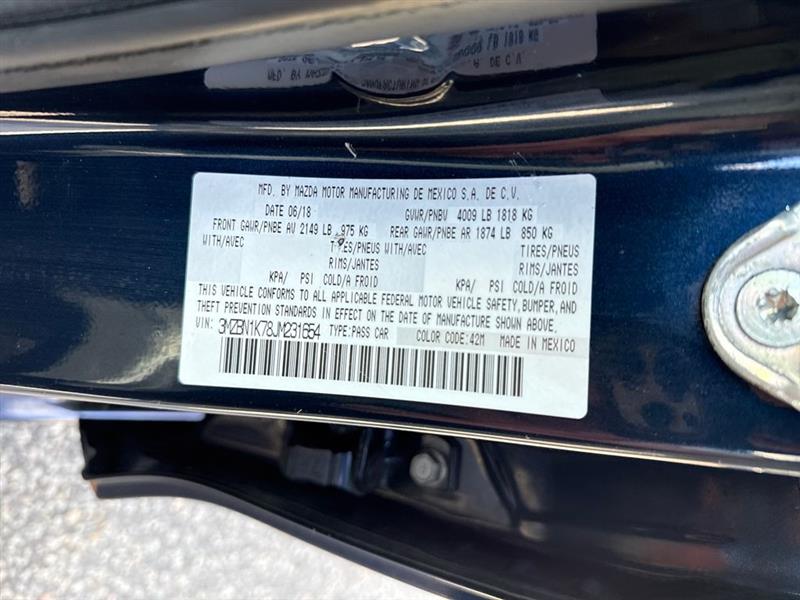 MFD. BY MAZDA MOTOR MANUFACTURING DE MEXICO S.A. DE C.V.
DATE 06/18 GVWR/PNBV 4009 LB 1818 KG
FRONT GAWR/PNBE AV 2149 LB 975 KG REAR GAWR/PNBE AR 1874 LB 850 KG
WITH/AVEC TIRES/PNEUS WITH/AVEC TIRES/PNEUS
RIMS/JANTES RIMS/JANTES
KPA/ PSI COLD/A FROID KPA/ PSI COLD/A FROID
THIS VEHICLE CONFORMS TO ALL APPLICABLE FEDERAL MOTOR VEHICLE SAFETY, BUMPER, AND
THEFT PREVENTION STANDARDS IN EFFECT ON THE DATE OF MANUFACTURE SHOWN ABOVE.
VIN: 3MZBN1K78JM231654 TYPE:PASS CAR COLOR CODE:42M MADE IN MEXICO